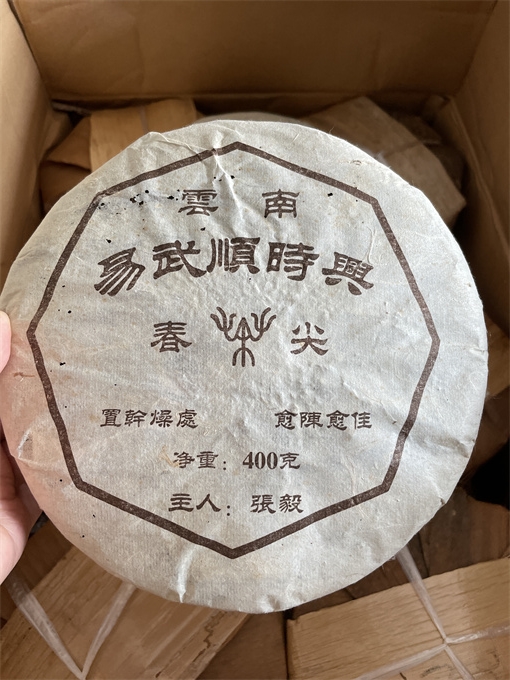 雲南
易武順時興
春尖
置幹燥處 愈陳愈佳
净重：400克
主人：張毅